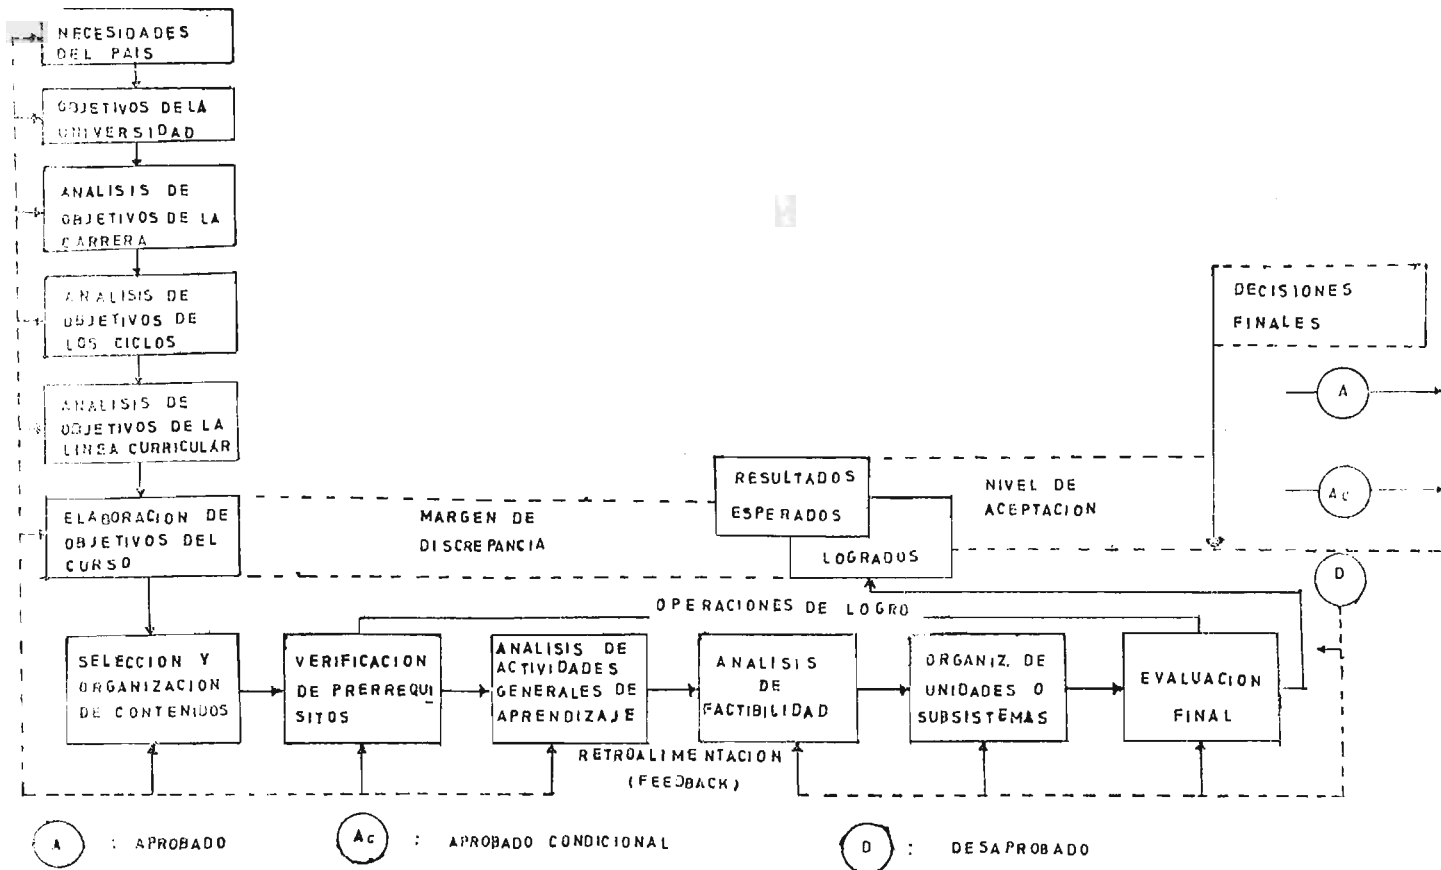 NECESIDADES
DEL PAIS
OBJETIVOS DE LA
UNIVERSIDAD
ANALISIS DE
OBJETIVOS DE LA
CARRERA
ANALISIS DE
OBJETIVOS DE
LOS CICLOS
ANALISIS DE
OBJETIVOS DE LA
LINEA CURRICULAR
ELABORACION DE
OBJETIVOS DEL
CURSO
MARGEN DE
DISCREPANCIA
RESULTADOS
ESPERADOS
LOGRADOS
NIVEL DE
ACEPTACION
DECISIONES
FINALES
A
Ac
D
OPERACIONES DE LOGRO
SELECCION Y
ORGANIZACION
DE CONTENIDOS
VERIFICACION
DE PRERREQUI
SITOS
ANALISIS DE
ACTIVIDADES
GENERALES DE
APRENDIZAJE
ANALISIS
DE
FACTIBILIDAD
ORGANIZ. DE
UNIDADES O
SUBSISTEMAS
EVALUACION
FINAL
RETROALIMENTACION
(FEEDBACK)
A : APROBADO
Ac : APROBADO CONDICIONAL
D : DESAPROBADO